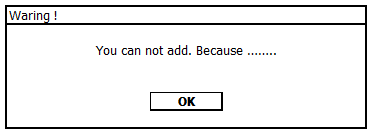 Waring !
You can not add. Because ........
OK